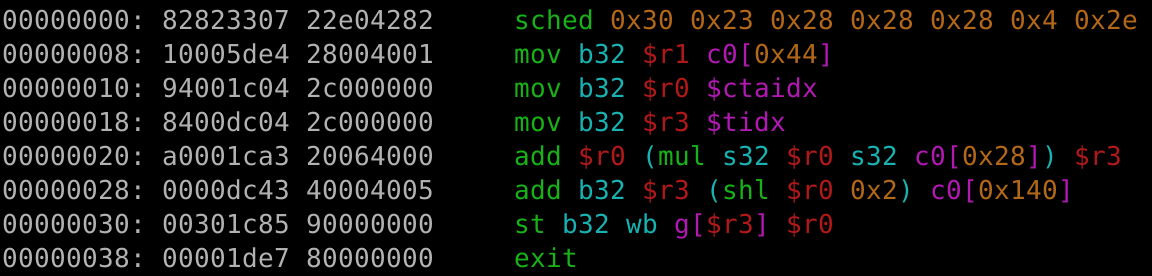 00000000: 82823307 22e04282 sched 0x30 0x23 0x28 0x28 0x28 0x4 0x2e
00000008: 10005de4 28004001 mov b32 $r1 c0[0x44]
00000010: 94001c04 2c000000 mov b32 $r0 $ctaidx
00000018: 8400dc04 2c000000 mov b32 $r3 $tidx
00000020: a0001ca3 20064000 add $r0 (mul s32 $r0 s32 c0[0x28]) $r3
00000028: 0000dc43 40004005 add b32 $r3 (shl $r0 0x2) c0[0x140]
00000030: 00301c85 90000000 st b32 wb g[$r3] $r0
00000038: 00001de7 80000000 exit